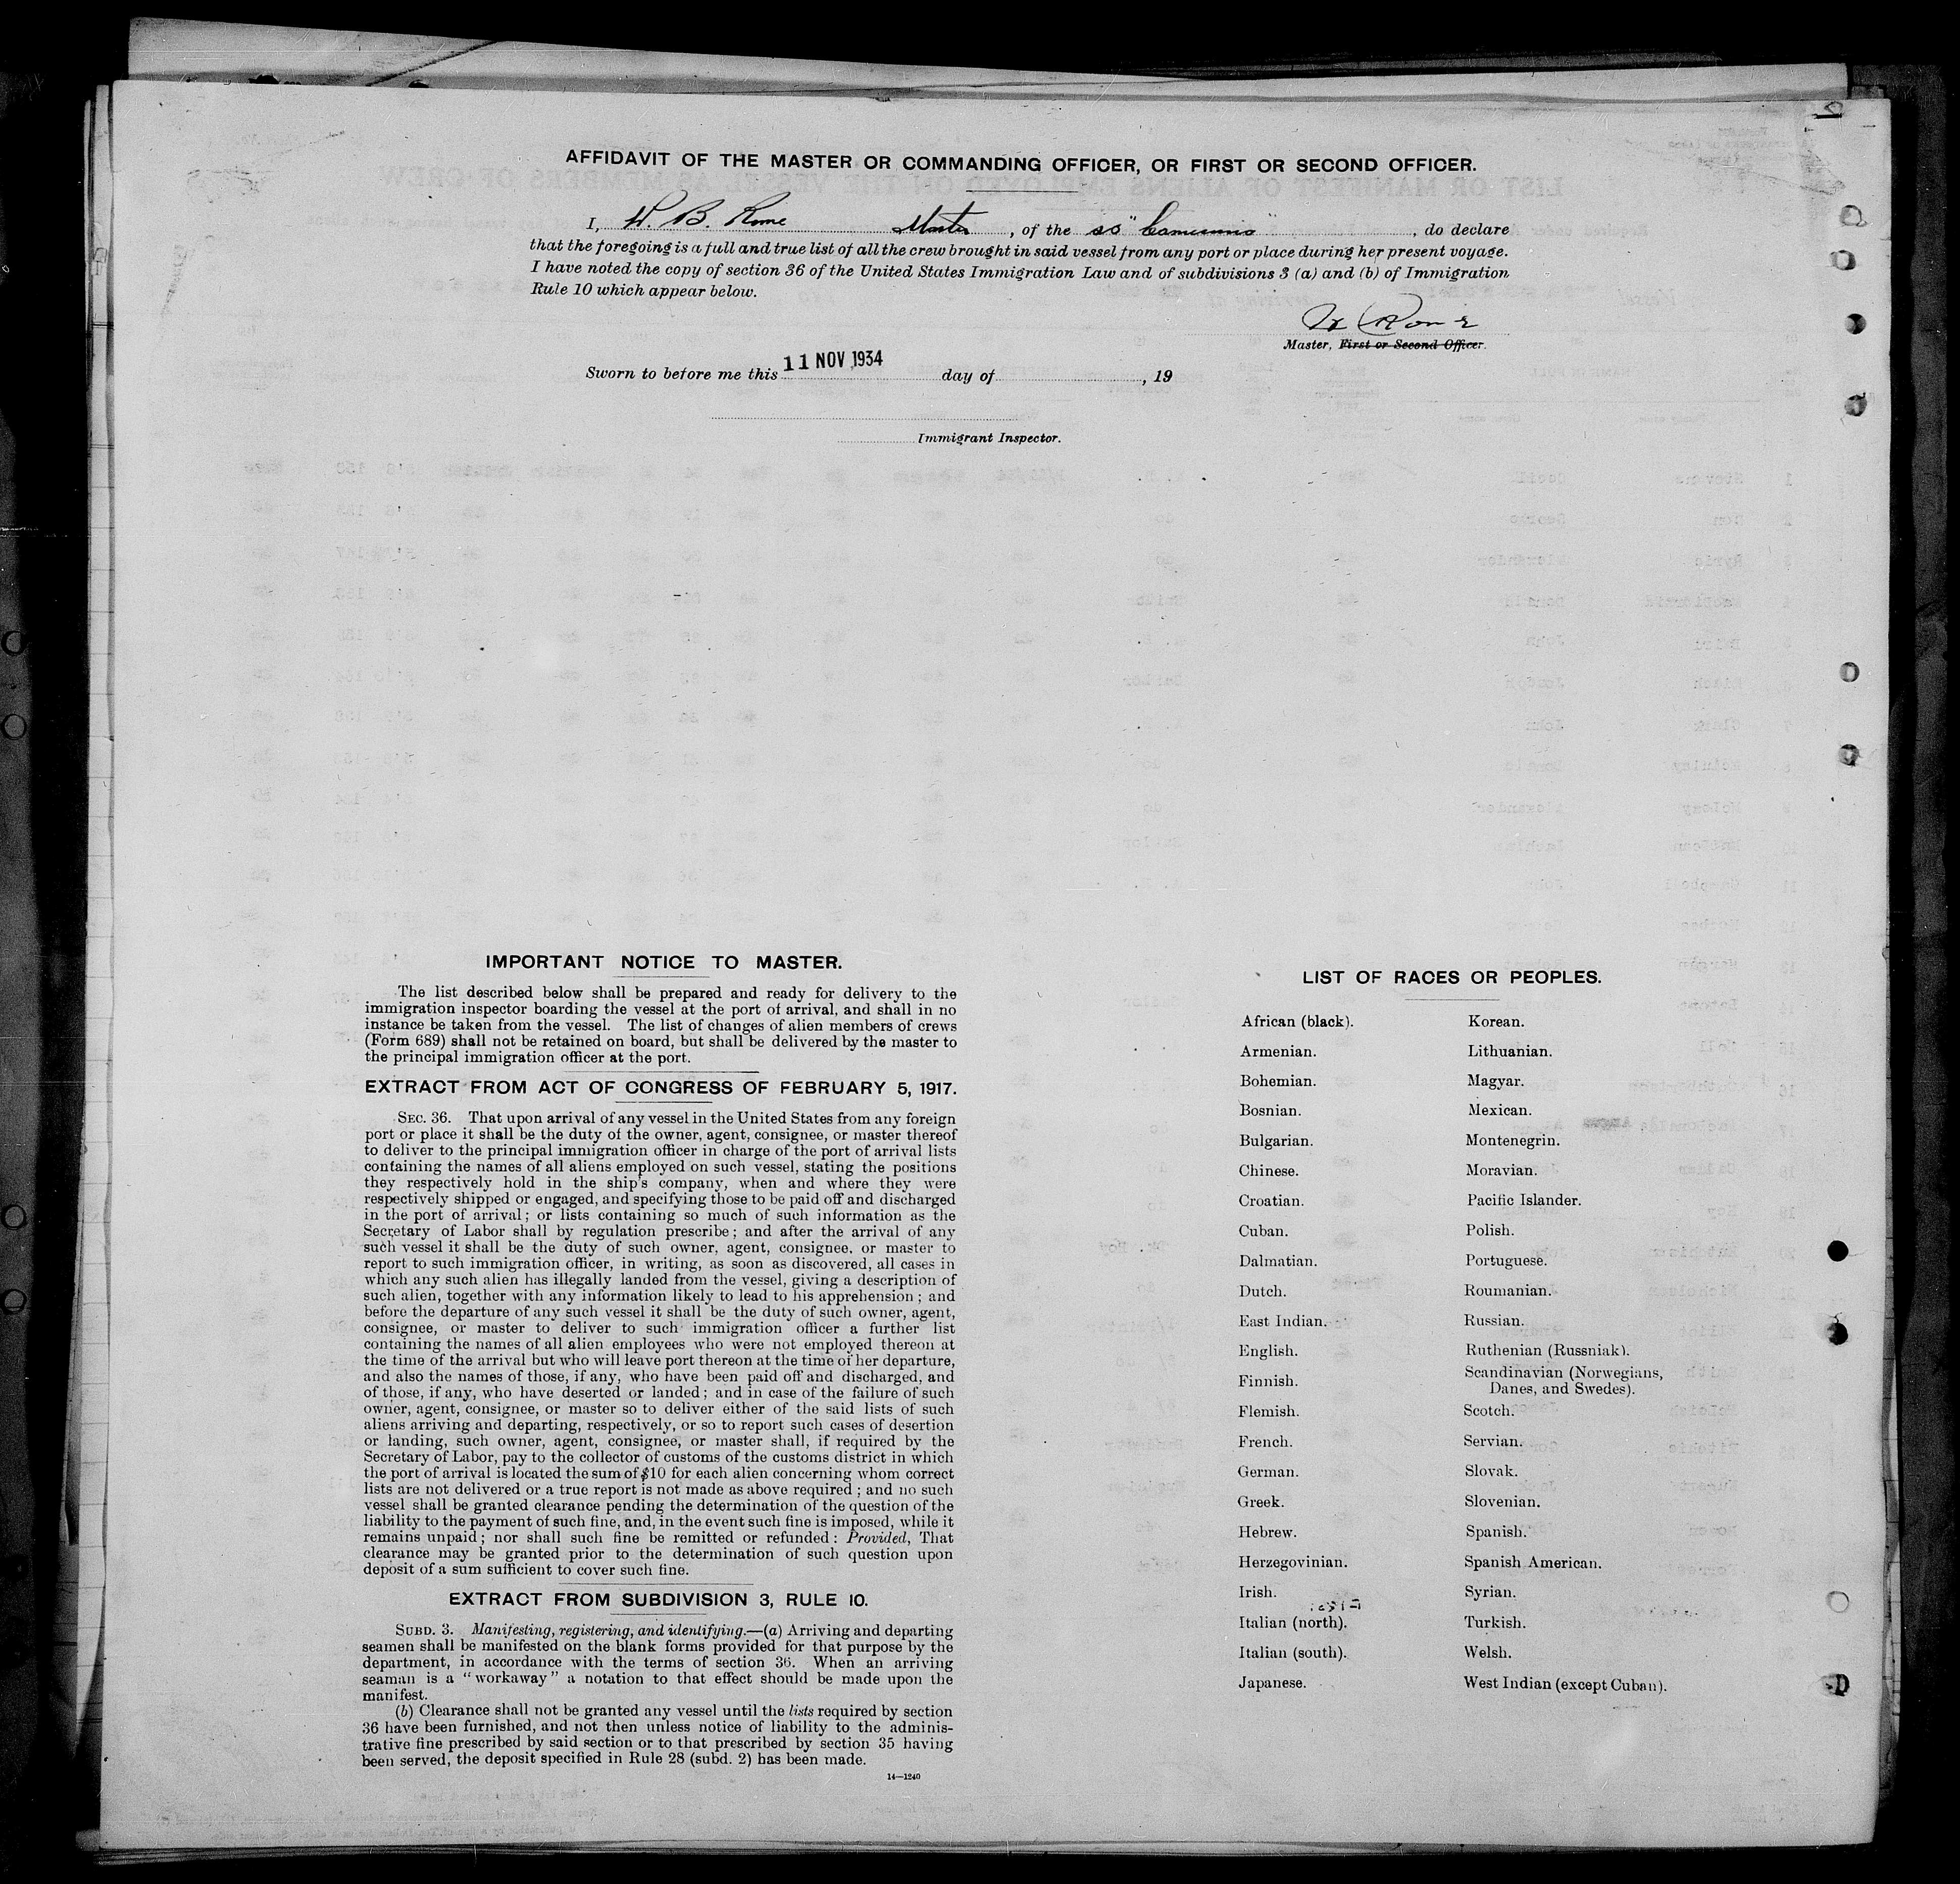 AFFIDAVIT OF THE MASTER OR COMMANDING OFFICER, OR FIRST OR SECOND OFFICER.
I, W. B. Rome Master, of the ss "            ", do declare
that the foregoing is a full and true list of all the crew brought in said vessel from any port or place during her present voyage.
I have noted the copy of section 36 of the United States Immigration Law and of subdivisions 3 (a) and (b) of Immigration
Rule 10 which appear below.
Master, First or Second Officer.
Sworn to before me this 11 NOV 1934 day of , 19
Immigrant Inspector.
IMPORTANT NOTICE TO MASTER.
The list described below shall be prepared and ready for delivery to the
immigration inspector boarding the vessel at the port of arrival, and shall in no
instance be taken from the vessel. The list of changes of alien members of crews
(Form 689) shall not be retained on board, but shall be delivered by the master to
the principal immigration officer at the port.
EXTRACT FROM ACT OF CONGRESS OF FEBRUARY 5, 1917.
SEC. 36. That upon arrival of any vessel in the United States from any foreign
port or place it shall be the duty of the owner, agent, consignee, or master thereof
to deliver to the principal immigration officer in charge of the port of arrival lists
containing the names of all aliens employed on such vessel, stating the positions
they respectively hold in the ship's company, when and where they were
respectively shipped or engaged, and specifying those to be paid off and discharged
in the port of arrival; or lists containing so much of such information as the
Secretary of Labor shall by regulation prescribe; and after the arrival of any
such vessel it shall be the duty of such owner, agent, consignee, or master to
report to such immigration officer, in writing, as soon as discovered, all cases in
which any such alien has illegally landed from the vessel, giving a description of
such alien, together with any information likely to lead to his apprehension; and
before the departure of any such vessel it shall be the duty of such owner, agent,
consignee, or master to deliver to such immigration officer a further list
containing the names of all alien employees who were not employed thereon at
the time of the arrival but who will leave port thereon at the time of her departure,
and also the names of those, if any, who have been paid off and discharged, and
of those, if any, who have deserted or landed; and in case of the failure of such
owner, agent, consignee, or master so to deliver either of the said lists of such
aliens arriving and departing, respectively, or so to report such cases of desertion
or landing, such owner, agent, consignee, or master shall, if required by the
Secretary of Labor, pay to the collector of customs of the customs district in which
the port of arrival is located the sum of $10 for each alien concerning whom correct
lists are not delivered or a true report is not made as above required; and no such
vessel shall be granted clearance pending the determination of the question of the
liability to the payment of such fine, and, in the event such fine is imposed, while it
remains unpaid; nor shall such fine be remitted or refunded: Provided, That
clearance may be granted prior to the determination of such question upon
deposit of a sum sufficient to cover such fine.
EXTRACT FROM SUBDIVISION 3, RULE 10.
SUBD. 3. Manifesting, registering, and identifying.—(a) Arriving and departing
seamen shall be manifested on the blank forms provided for that purpose by the
department, in accordance with the terms of section 36. When an arriving
seaman is a "workaway" a notation to that effect should be made upon the
manifest.
(b) Clearance shall not be granted any vessel until the lists required by section
36 have been furnished, and not then unless notice of liability to the adminis-
trative fine prescribed by said section or to that prescribed by section 35 having
been served, the deposit specified in Rule 28 (subd. 2) has been made.
14—1240
LIST OF RACES OR PEOPLES.
African (black).
Armenian.
Bohemian.
Bosnian.
Bulgarian.
Chinese.
Croatian.
Cuban.
Dalmatian.
Dutch.
East Indian.
English.
Finnish.
Flemish.
French.
German.
Greek.
Hebrew.
Herzegovinian.
Irish.
Italian (north).
Italian (south).
Japanese.
Korean.
Lithuanian.
Magyar.
Mexican.
Montenegrin.
Moravian.
Pacific Islander.
Polish.
Portuguese.
Roumanian.
Russian.
Ruthenian (Russniak).
Scandinavian (Norwegians,
Danes, and Swedes).
Scotch.
Servian.
Slovak.
Slovenian.
Spanish.
Spanish American.
Syrian.
Turkish.
Welsh.
West Indian (except Cuban).